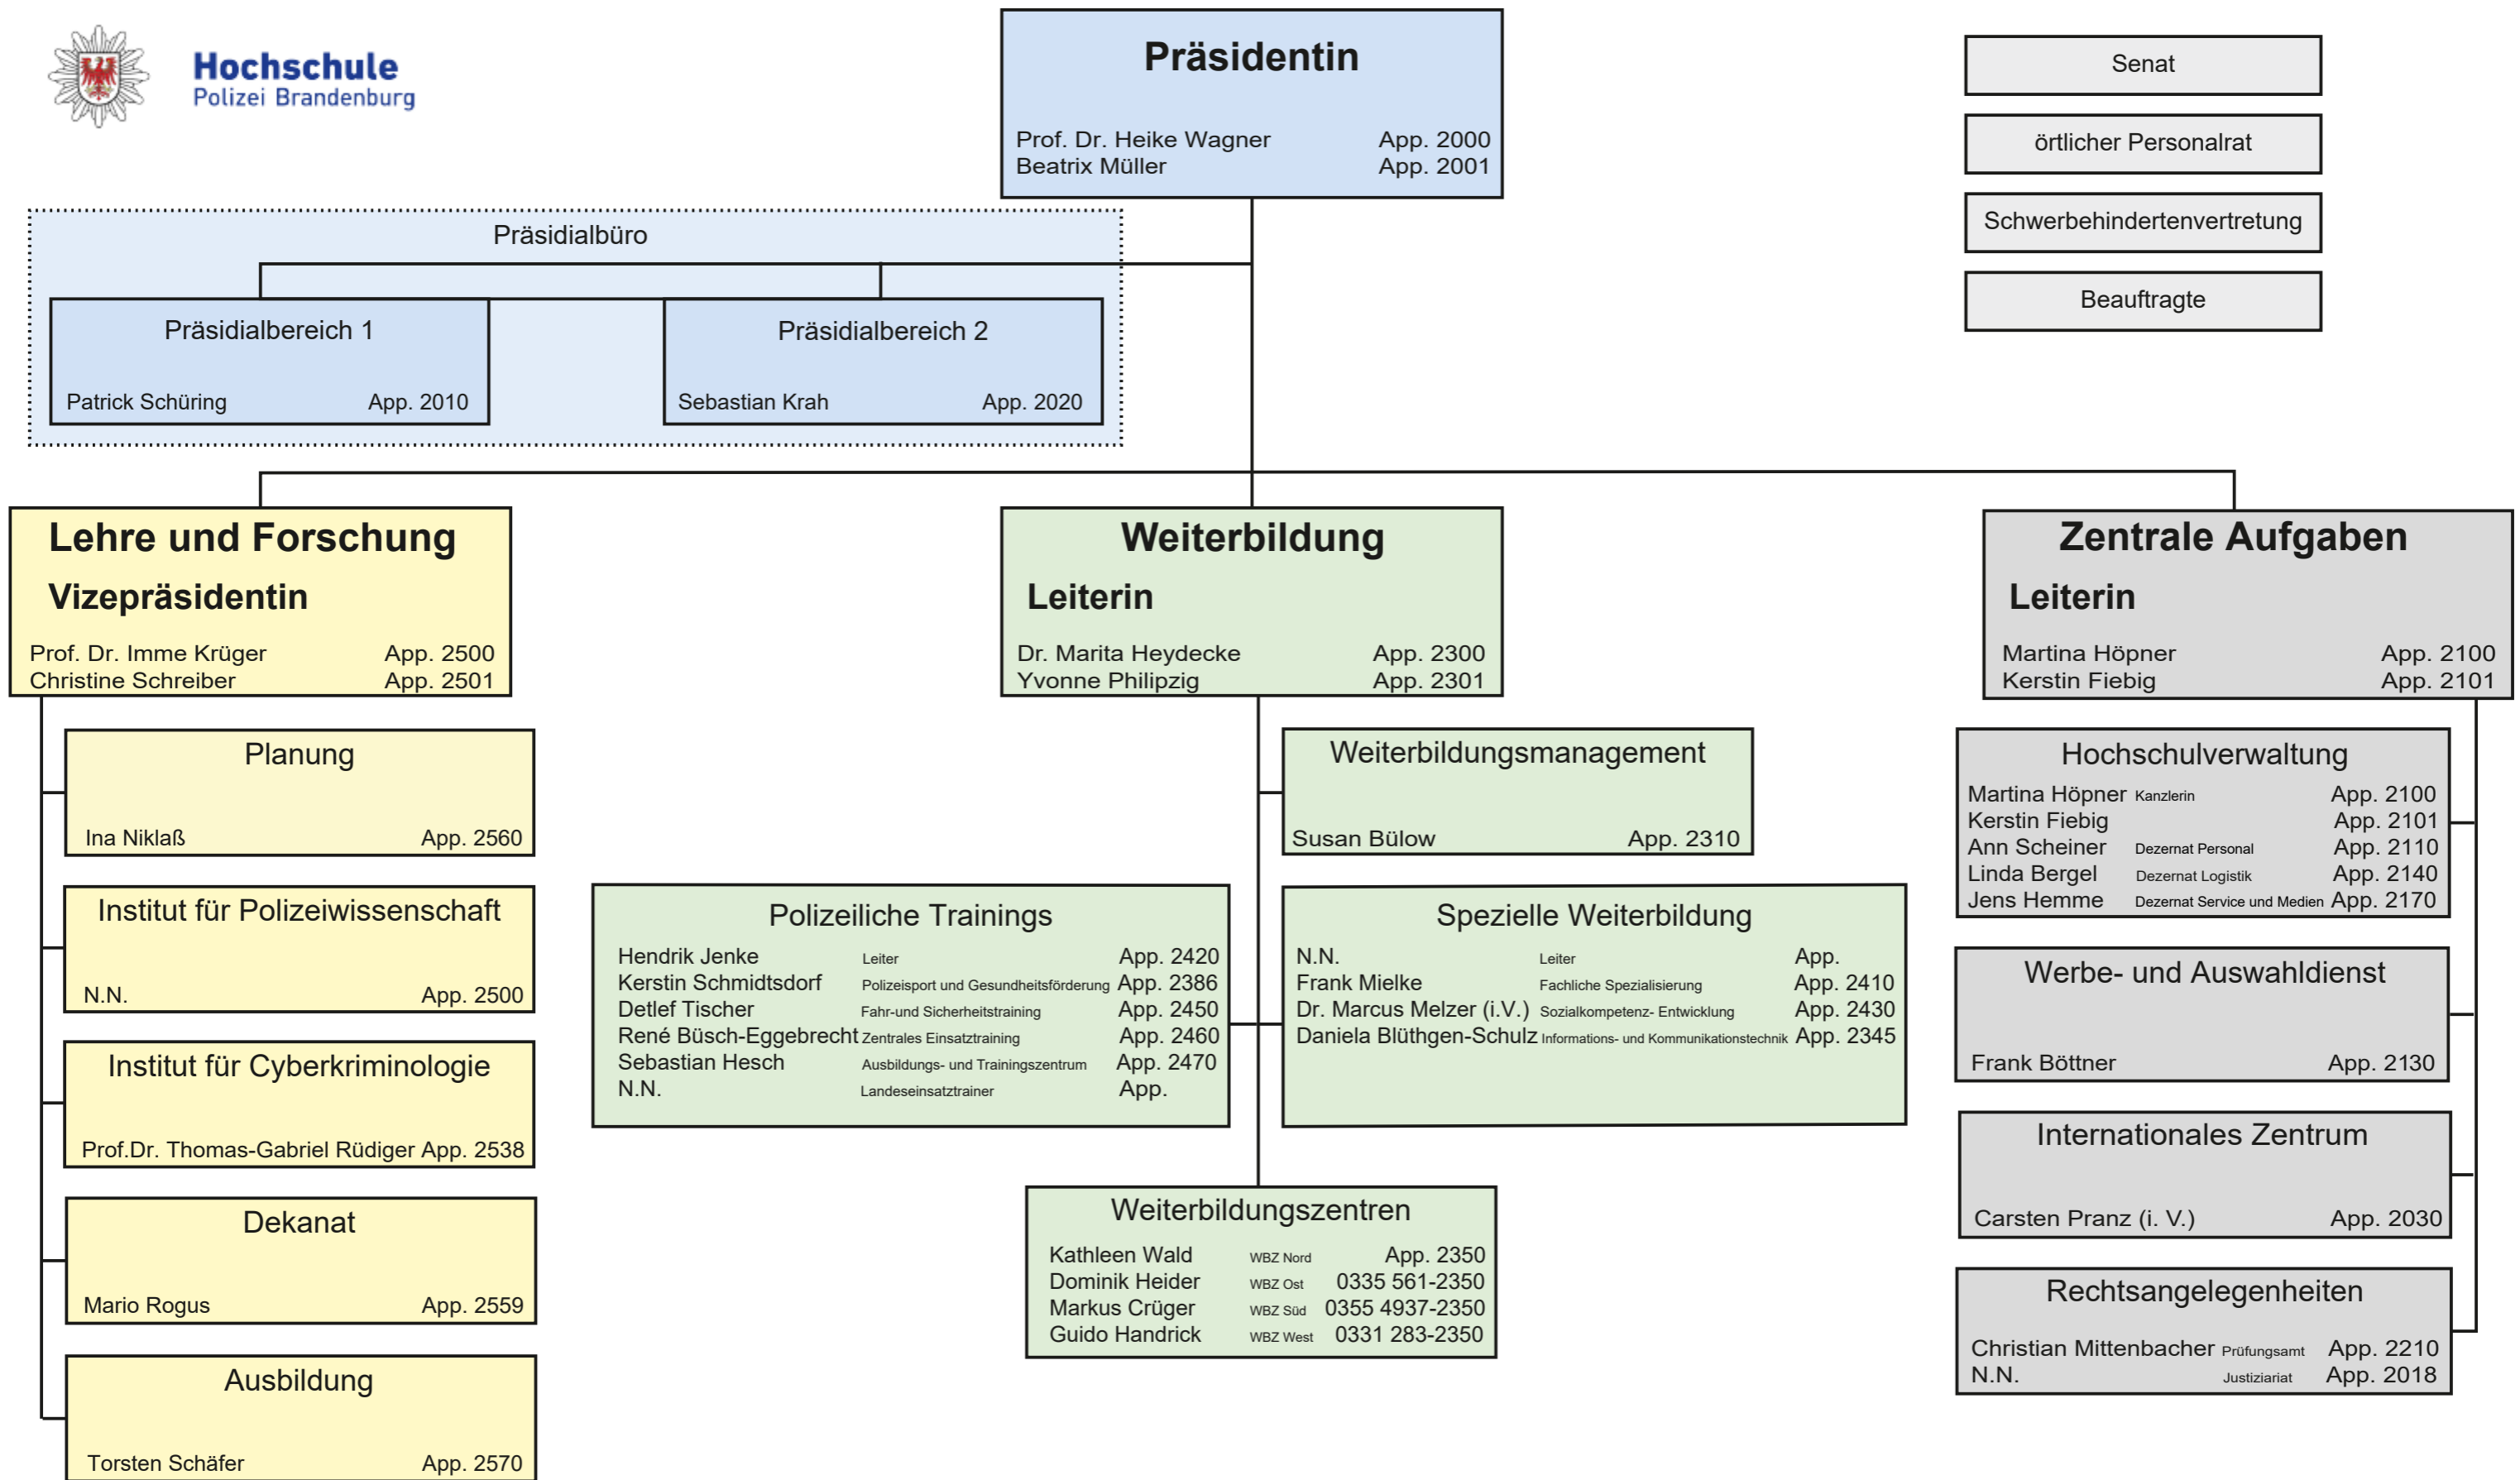 Hochschule
Polizei Brandenburg
Präsidentin
Prof. Dr. Heike Wagner App. 2000
Beatrix Müller App. 2001
Senat
örtlicher Personalrat
Schwerbehindertenvertretung
Beauftragte
Präsidialbüro
Präsidialbereich 1
Patrick Schüring App. 2010
Präsidialbereich 2
Sebastian Krah App. 2020
Lehre und Forschung
Vizepräsidentin
Prof. Dr. Imme Krüger App. 2500
Christine Schreiber App. 2501
Planung
Ina Niklaß App. 2560
Institut für Polizeiwissenschaft
N.N. App. 2500
Institut für Cyberkriminologie
Prof.Dr. Thomas-Gabriel Rüdiger App. 2538
Dekanat
Mario Rogus App. 2559
Ausbildung
Torsten Schäfer App. 2570
Weiterbildung
Leiterin
Dr. Marita Heydecke App. 2300
Yvonne Philipzig App. 2301
Weiterbildungsmanagement
Susan Bülow App. 2310
Polizeiliche Trainings
Hendrik Jenke Leiter App. 2420
Kerstin Schmidtsdorf Polizeisport und Gesundheitsförderung App. 2386
Detlef Tischer Fahr-und Sicherheitstraining App. 2450
René Büsch-Eggebrecht Zentrales Einsatztraining App. 2460
Sebastian Hesch Ausbildungs- und Trainingszentrum App. 2470
N.N. Landeseinsatztrainer App.
Spezielle Weiterbildung
N.N. Leiter App.
Frank Mielke Fachliche Spezialisierung App. 2410
Dr. Marcus Melzer (i.V.) Sozialkompetenz- Entwicklung App. 2430
Daniela Blüthgen-Schulz Informations- und Kommunikationstechnik App. 2345
Weiterbildungszentren
Kathleen Wald WBZ Nord App. 2350
Dominik Heider WBZ Ost 0335 561-2350
Markus Crüger WBZ Süd 0355 4937-2350
Guido Handrick WBZ West 0331 283-2350
Zentrale Aufgaben
Leiterin
Martina Höpner App. 2100
Kerstin Fiebig App. 2101
Hochschulverwaltung
Martina Höpner Kanzlerin App. 2100
Kerstin Fiebig App. 2101
Ann Scheiner Dezernat Personal App. 2110
Linda Bergel Dezernat Logistik App. 2140
Jens Hemme Dezernat Service und Medien App. 2170
Werbe- und Auswahldienst
Frank Böttner App. 2130
Internationales Zentrum
Carsten Pranz (i. V.) App. 2030
Rechtsangelegenheiten
Christian Mittenbacher Prüfungsamt App. 2210
N.N. Justiziariat App. 2018